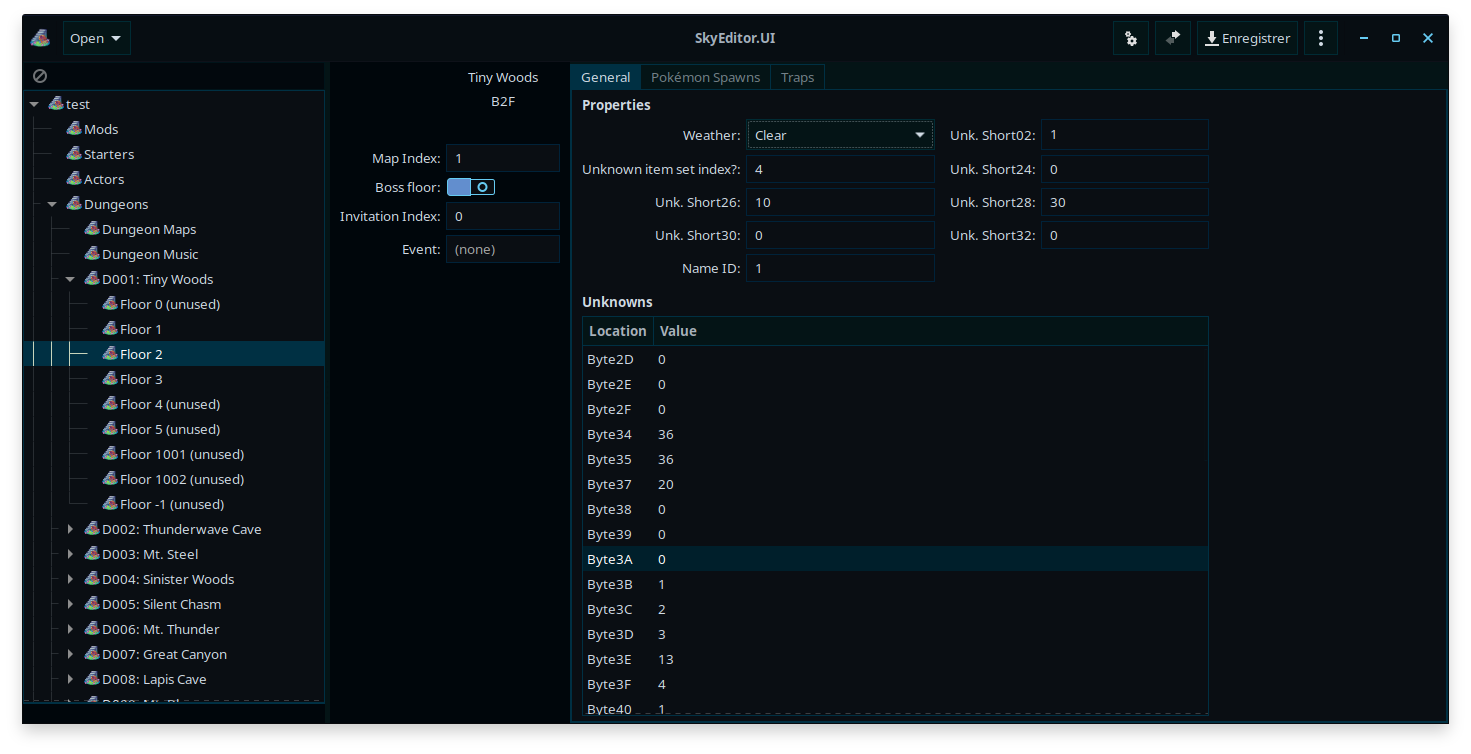 Open
SkyEditor.UI
Enregistrer
test
Mods
Starters
Actors
Dungeons
Dungeon Maps
Dungeon Music
D001: Tiny Woods
Floor 0 (unused)
Floor 1
Floor 2
Floor 3
Floor 4 (unused)
Floor 5 (unused)
Floor 1001 (unused)
Floor 1002 (unused)
Floor -1 (unused)
D002: Thunderwave Cave
D003: Mt. Steel
D004: Sinister Woods
D005: Silent Chasm
D006: Mt. Thunder
D007: Great Canyon
D008: Lapis Cave
Tiny Woods
B2F
Map Index: 1
Boss floor:
Invitation Index: 0
Event: (none)
General Pokémon Spawns Traps
Properties
Weather: Clear Unk. Short02: 1
Unknown item set index?: 4 Unk. Short24: 0
Unk. Short26: 10 Unk. Short28: 30
Unk. Short30: 0 Unk. Short32: 0
Name ID: 1
Unknowns
Location Value
Byte2D 0
Byte2E 0
Byte2F 0
Byte34 36
Byte35 36
Byte37 20
Byte38 0
Byte39 0
Byte3A 0
Byte3B 1
Byte3C 2
Byte3D 3
Byte3E 13
Byte3F 4
Byte40 1